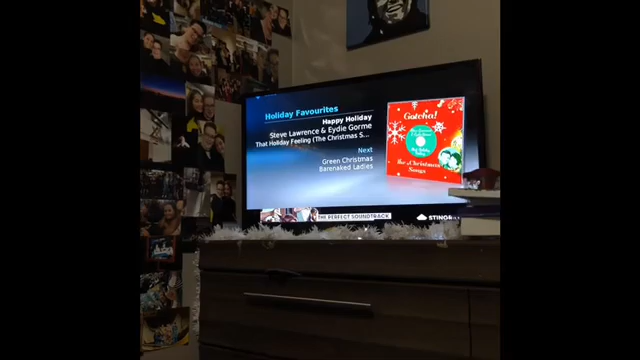 Holiday Favourites
Happy Holiday
Steve Lawrence & Eydie Gorme
That Holiday Feeling (The Christmas S...
Next
Green Christmas
Barenaked Ladies
Gotcha!
the Christmas
Songs
THE PERFECT SOUNDTRACK
STING